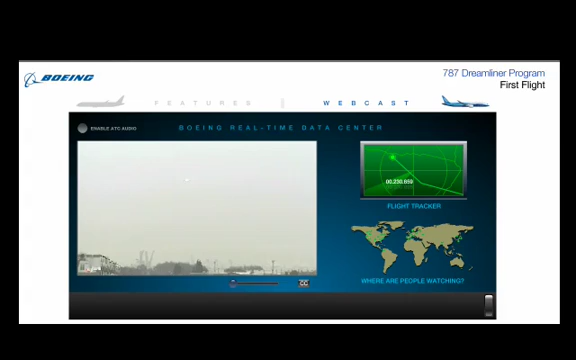 BOEING
787 Dreamliner Program
First Flight
FEATURES
WEBCAST
ENABLE ATC AUDIO
BOEING REAL-TIME DATA CENTER
00.230.659
FLIGHT TRACKER
CC
WHERE ARE PEOPLE WATCHING?